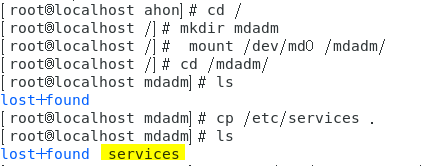 [root@localhost ahon]# cd /
[root@localhost /]# mkdir mdadm
[root@localhost /]#  mount /dev/md0 /mdadm/
[root@localhost /]# cd /mdadm/
[root@localhost mdadm]# ls
lost+found
[root@localhost mdadm]# cp /etc/services .
[root@localhost mdadm]# ls
lost+found  services